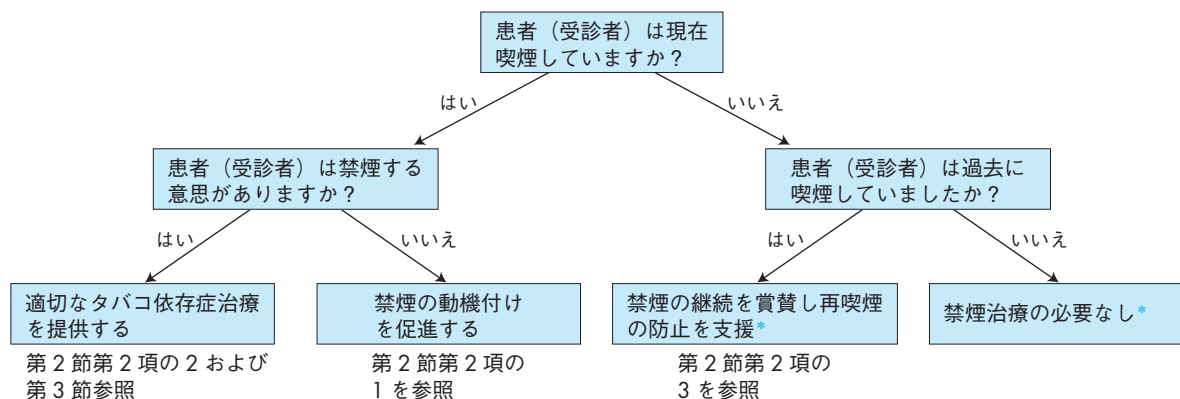 患者（受診者）は現在
喫煙していますか？
はい
いいえ
患者（受診者）は禁煙する
意思がありますか？
患者（受診者）は過去に
喫煙していましたか？
はい
いいえ
はい
いいえ
適切なタバコ依存症治療
を提供する
禁煙の動機付け
を促進する
禁煙の継続を賞賛し再喫煙
の防止を支援*
禁煙治療の必要なし*
第 2 節第 2 項の 2 および
第 3 節参照
第 2 節第 2 項の
1 を参照
第 2 節第 2 項の
3 を参照